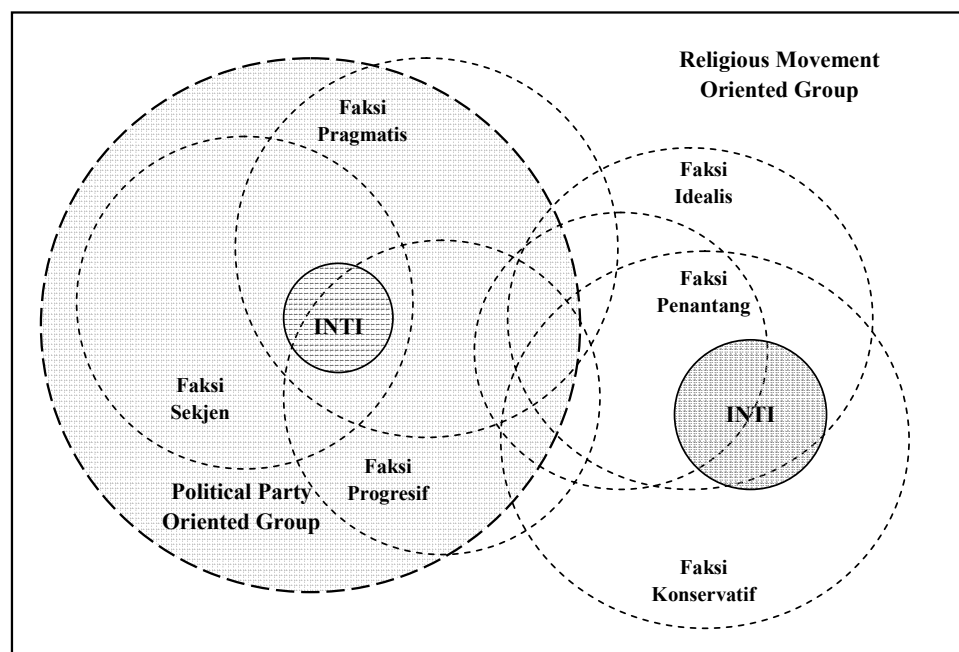 Religious Movement
Oriented Group
Faksi
Pragmatis
Faksi
Idealis
Faksi
Penantang
INTI
INTI
Faksi
Sekjen
Faksi
Progresif
Political Party
Oriented Group
Faksi
Konservatif